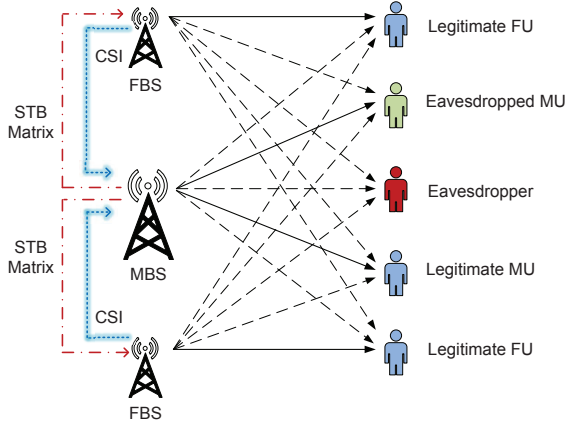 Legitimate FU
CSI
FBS
Eavesdropped MU
STB
Matrix
Eavesdropper
MBS
STB
Matrix
Legitimate MU
CSI
Legitimate FU
FBS